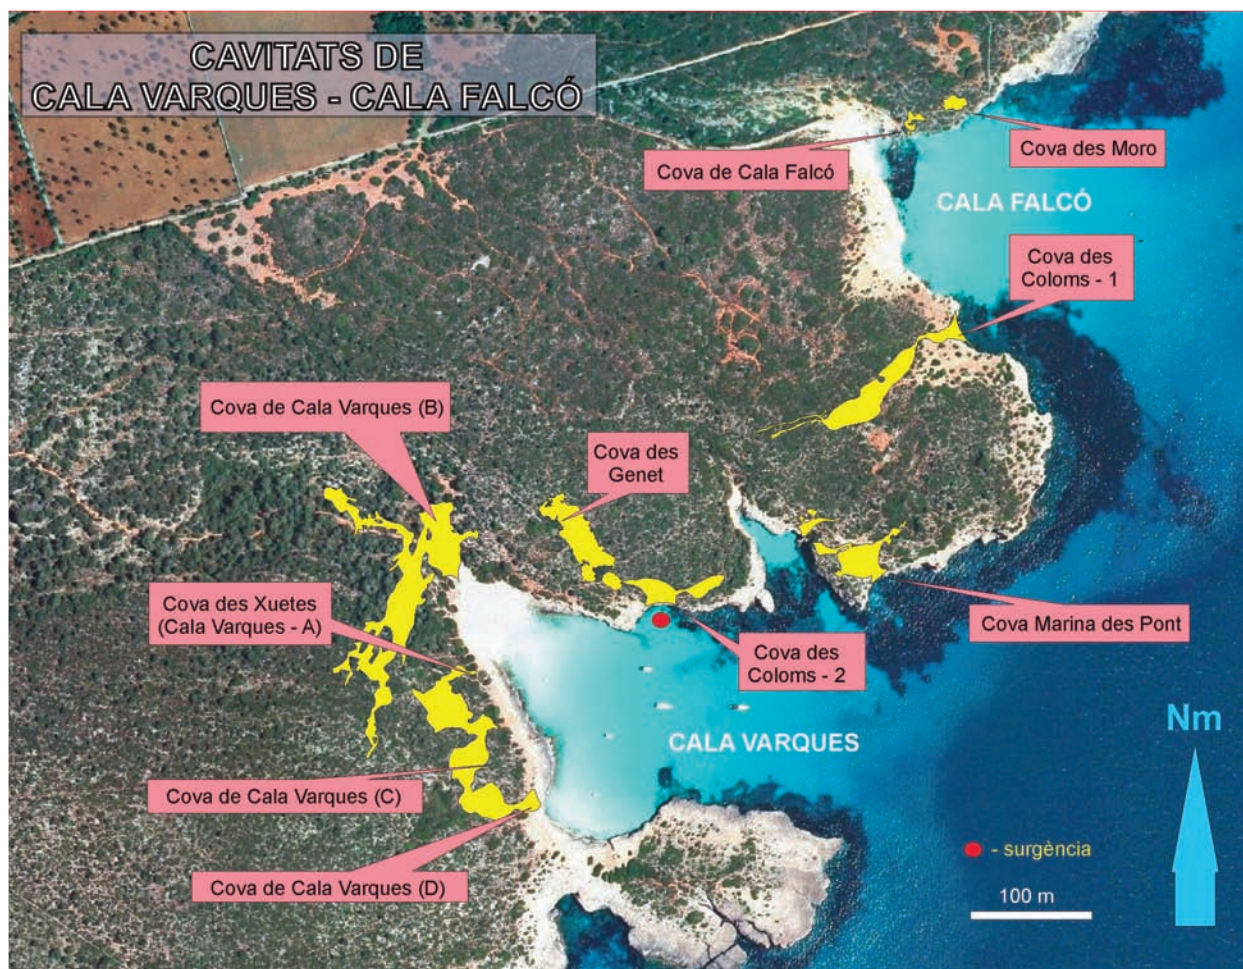 CAVITATS DE
CALA VARQUES - CALA FALCÓ
Cova des Moro
Cova de Cala Falcó
CALA FALCÓ
Cova des
Coloms - 1
Cova de Cala Varques (B)
Cova des
Genet
Cova des Xuetes
(Cala Varques - A)
Cova Marina des Pont
Cova des
Coloms - 2
Nm
CALA VARQUES
Cova de Cala Varques (C)
- surgència
Cova de Cala Varques (D)
100 m